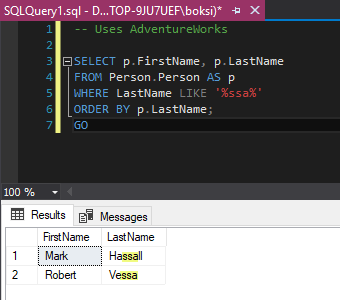 SQLQuery1.sql - D...TOP-9JU7UEF\boksi)*
1 -- Uses AdventureWorks
2
3 SELECT p.FirstName, p.LastName
4 FROM Person.Person AS p
5 WHERE LastName LIKE '%ssa%'
6 ORDER BY p.LastName;
7 GO
100 %
Results Messages
FirstName LastName
1 Mark Hassall
2 Robert Vessa